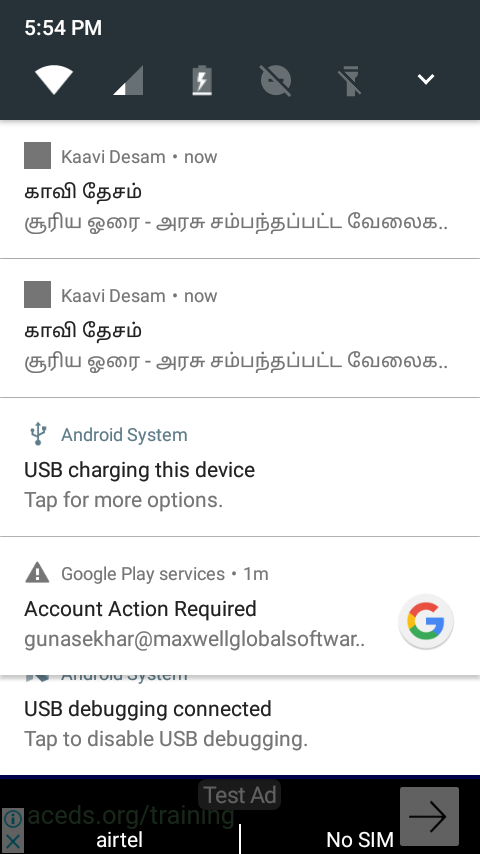 5:54 PM
Kaavi Desam • now
காவி தேசம்
சூரிய ஓரை - அரசு சம்பந்தப்பட்ட வேலைக..
Kaavi Desam • now
காவி தேசம்
சூரிய ஓரை - அரசு சம்பந்தப்பட்ட வேலைக..
Android System
USB charging this device
Tap for more options.
Google Play services • 1m
Account Action Required
gunasekhar@maxwellglobalsoftwar..
Android System
USB debugging connected
Tap to disable USB debugging.
Test Ad
aceds.org/training
airtel
No SIM